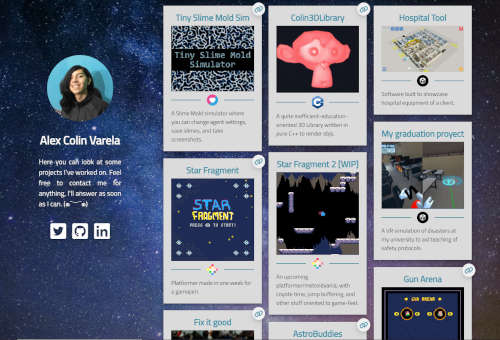 Alex Colin Varela
Here you can look at some
projects I've worked on. Feel
free to contact me for
anything, I'll answer as soon
as I can.
Tiny Slime Mold Sim
Tiny Slime Mold
Simulator
A Slime Mold simulator where
you can change agent settings,
save slimey, and take
screenshots.
Star Fragment
STAR
FRAGMENT
PRESS TO START!
Platformer made in one week for
a gamejam.
Fix it good
Colin3DLibrary
A quite inefficient-education-
oriented 3D Library written in
pure C++ to render objs.
Star Fragment 2 [WIP]
An upcoming
platformer/metroidvania, with
coyote time, jump buffering, and
other stuff oriented to game-feel.
AstroBuddies
Hospital Tool
Software built to showcase
hospital equipment of a client.
My graduation proyect
A VR simulation of disasters at
my university to aid teaching of
safety protocols.
Gun Arena
GUN ARENA